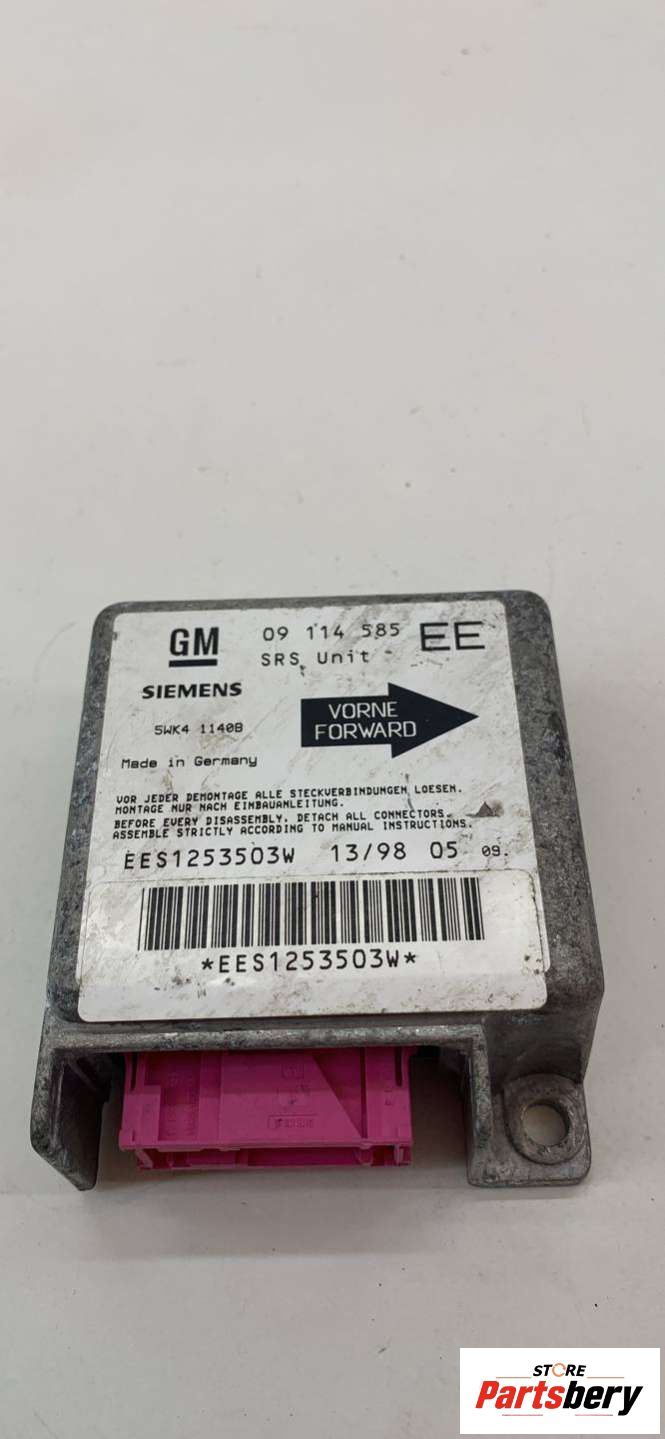 GM
09 114 585 EE
SRS Unit
SIEMENS
5WK4 1140B
VORNE
FORWARD
Made in Germany
VOR JEDER DEMONTAGE ALLE STECKVERBINDUNGEN LOESEN.
MONTAGE NUR NACH EINBAUANLEITUNG.
BEFORE EVERY DISASSEMBLY, DETACH ALL CONNECTORS.
ASSEMBLE STRICTLY ACCORDING TO MANUAL INSTRUCTIONS.
EES1253503W 13/98 05 09.
*EES1253503W*
STORE
Partsbery